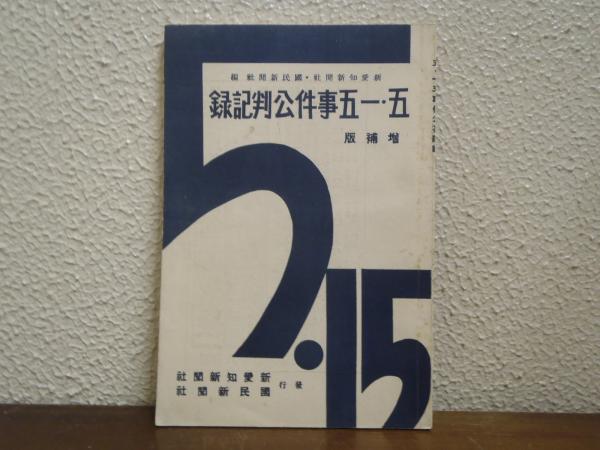 新愛知新聞社・國民新聞社 編
五・一五事件公判記録
増補版
5.15
新愛知新聞社
國民新聞社
發行